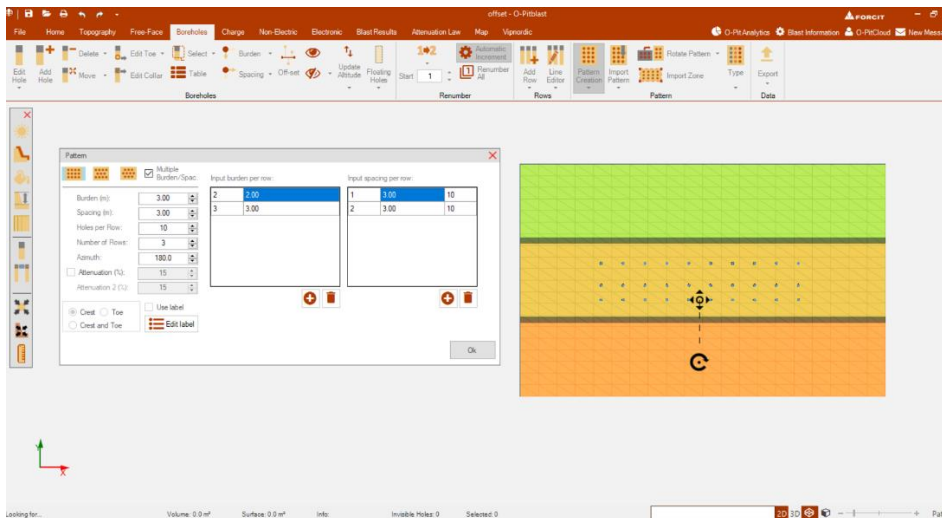 offset - O-Pitblast
FORCIT
File Home Topography Free-Face Boreholes Charge Non-Electric Electronic Blast Results Attenuation Law Map Vipnordic
O-PitAnalytics Blast Information O-PitCloud New Messa
Edit Hole
Add Hole
Delete
Move
Edit Toe
Edit Collar
Select
Table
Burden
Spacing
Off-set
Update Altitude
Floating Holes
1 2
Start 1
Automatic Increment
Renumber All
Add Row
Line Editor
Pattern Creation
Import Pattern
Rotate Pattern
Import Zone
Type
Export
Boreholes Renumber Rows Pattern Data
Pattern
Multiple Burden/Spac.
Input burden per row:
Input spacing per row:
Burden (m): 3.00
Spacing (m): 3.00
Holes per Row: 10
Number of Rows: 3
Azimuth: 180.0
Attenuation (%): 15
Attenuation 2 (%): 15
2 2.00
3 3.00
1 3.00 10
2 3.00 10
Crest Toe
Crest and Toe
Use label
Edit label
Ok
Y
X
Looking for... Volume: 0.0 m³ Surface: 0.0 m² Info: Invisible Holes: 0 Selected: 0
2D 3D
Pat